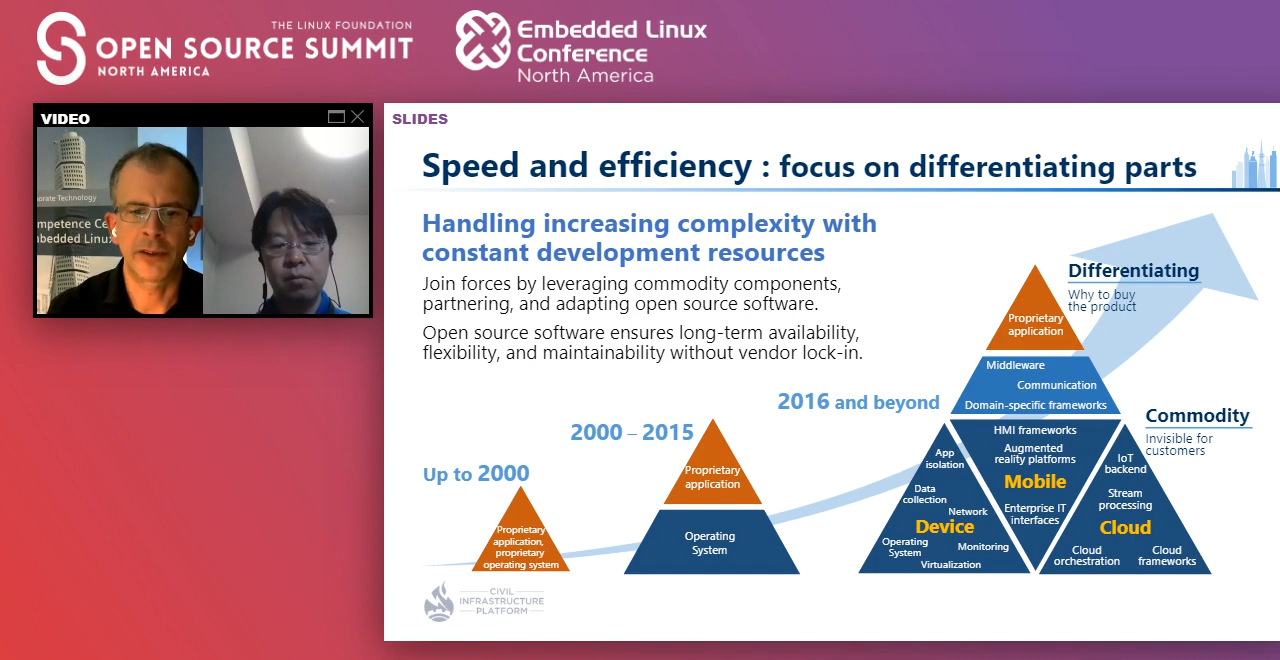 THE LINUX FOUNDATION
OPEN SOURCE SUMMIT
NORTH AMERICA
Embedded Linux
Conference
North America
VIDEO
orate Technology
mpetence Ce
mbedded Linux
SLIDES
Speed and efficiency : focus on differentiating parts
Handling increasing complexity with
constant development resources
Join forces by leveraging commodity components,
partnering, and adapting open source software.
Open source software ensures long-term availability,
flexibility, and maintainability without vendor lock-in.
Up to 2000
Proprietary
application,
proprietary
operating system
2000 – 2015
Proprietary
application
Operating
System
2016 and beyond
Proprietary
application
Middleware
Communication
Domain-specific frameworks
HMI frameworks
Augmented
reality platforms
Mobile
Enterprise IT
interfaces
App
isolation
Data
collection
Network
Device
Operating
System
Monitoring
Virtualization
IoT
backend
Stream
processing
Cloud
Cloud
orchestration
Cloud
frameworks
Differentiating
Why to buy
the product
Commodity
Invisible for
customers
CIVIL
INFRASTRUCTURE
PLATFORM